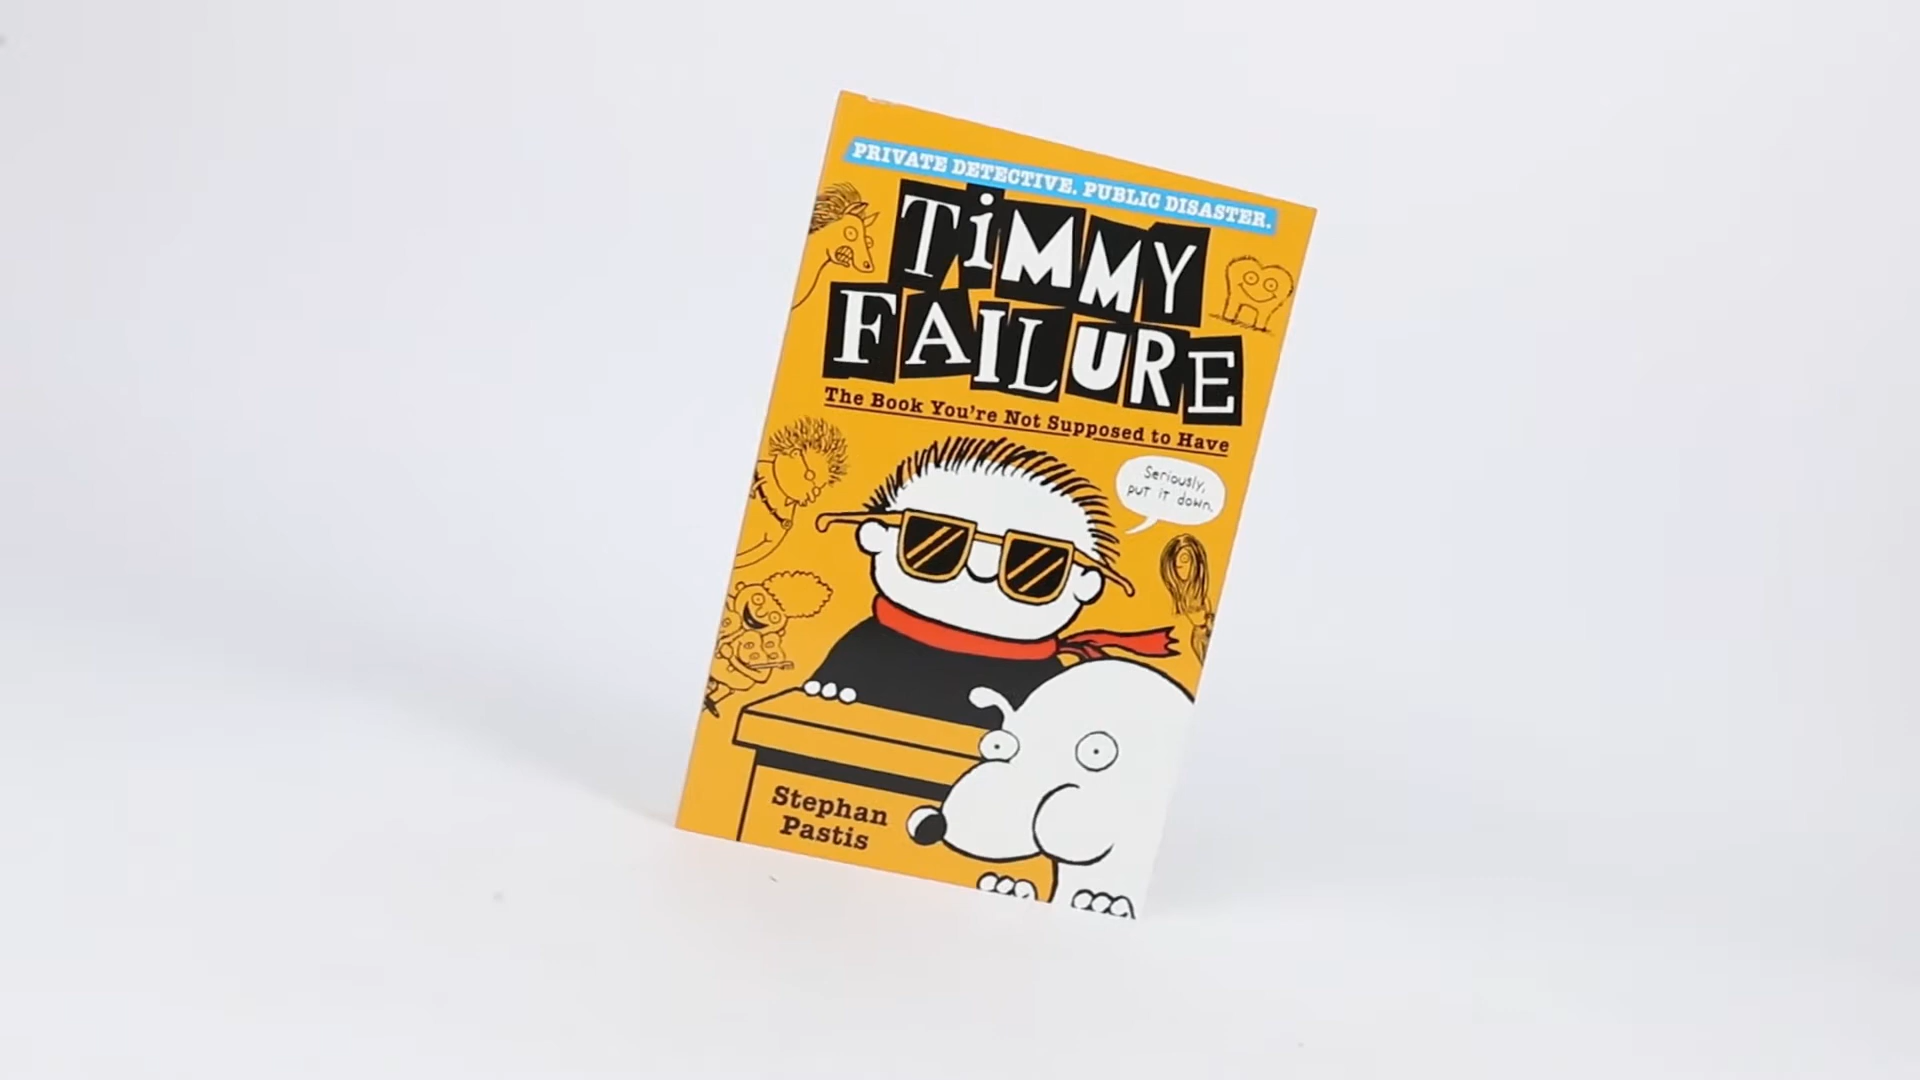 PRIVATE DETECTIVE. PUBLIC DISASTER.
TiMMY
FAILURE
The Book You're Not Supposed to Have
Seriously,
put it down.
Stephan
Pastis